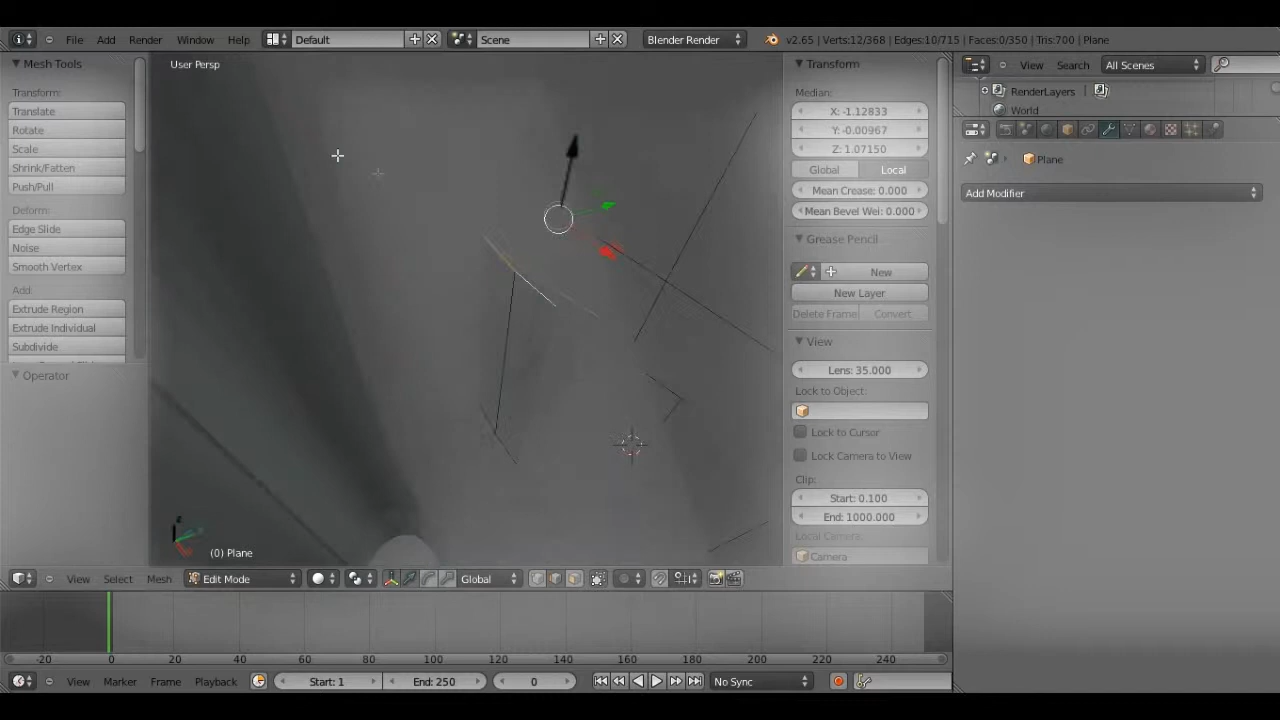 File Add Render Window Help Default Scene Blender Render v2.65 | Verts:12/368 | Edges:10/715 | Faces:0/350 | Tris:700 | Plane
Mesh Tools
Transform:
Translate
Rotate
Scale
Shrink/Fatten
Push/Pull
Deform:
Edge Slide
Noise
Smooth Vertex
Add:
Extrude Region
Extrude Individual
Subdivide
Operator
User Persp
(0) Plane
Transform
Median:
X: -1.12833
Y: -0.00967
Z: 1.07150
Global Local
Mean Crease: 0.000
Mean Bevel Wei: 0.000
Grease Pencil
New
New Layer
Delete Frame Convert
View
Lens: 35.000
Lock to Object:
Lock to Cursor
Lock Camera to View
Clip:
Start: 0.100
End: 1000.000
Local Camera:
Camera
View Search All Scenes
RenderLayers
World
Plane
Add Modifier
View Select Mesh Edit Mode Global
-20 0 20 40 60 80 100 120 140 160 180 200 220 240
View Marker Frame Playback Start: 1 End: 250 0 No Sync